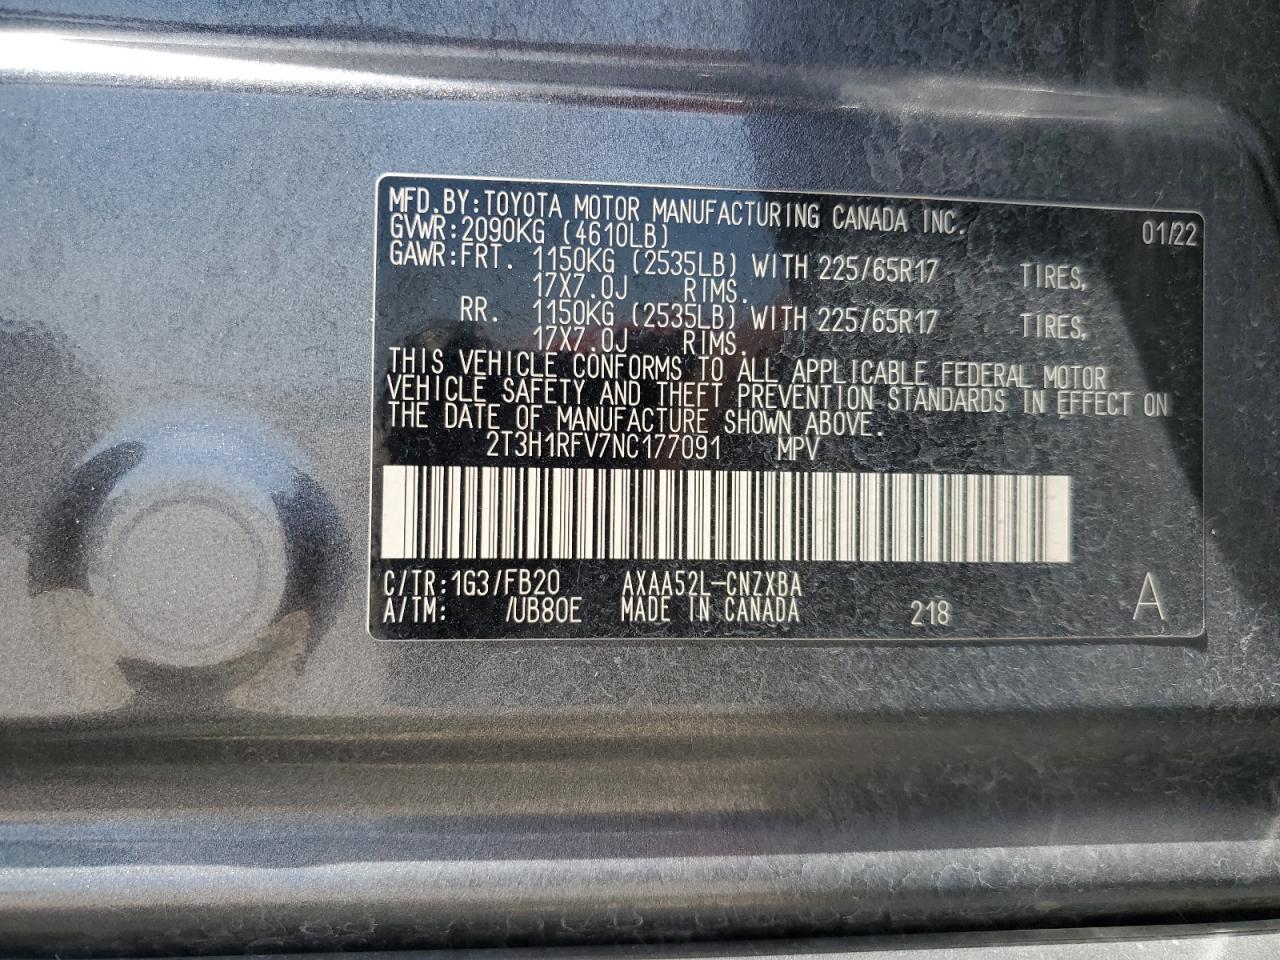 MFD.BY:TOYOTA MOTOR MANUFACTURING CANADA INC. 01/22
GVWR:2090KG (4610LB)
GAWR:FRT. 1150KG (2535LB) WITH 225/65R17 TIRES,
17X7.0J RIMS.
RR. 1150KG (2535LB) WITH 225/65R17 TIRES,
17X7.0J RIMS.
THIS VEHICLE CONFORMS TO ALL APPLICABLE FEDERAL MOTOR
VEHICLE SAFETY AND THEFT PREVENTION STANDARDS IN EFFECT ON
THE DATE OF MANUFACTURE SHOWN ABOVE.
2T3H1RFV7NC177091 MPV
C/TR:1G3/FB20 AXAA52L-CNZXBA
A/TM: /UB80E MADE IN CANADA 218 A